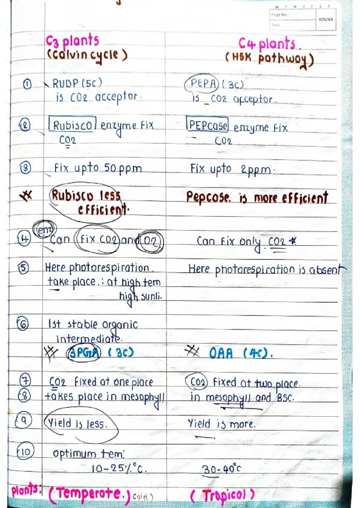 C3 plants C4 plants.
(Calvin cycle) (HSK pathway)
① RUDP (5C) PEPA (3C)
is CO2 acceptor. is CO2 acceptor.
② Rubisco enzyme Fix PEPcase enzyme Fix
CO2 CO2
③ Fix upto 50 ppm Fix upto 2ppm.
Rubisco less Pepcase. is more efficient
efficient.
④ Can Fix CO2 and O2 Can Fix only CO2 *
⑤ Here photorespiration. Here photorespiration is absent
take place. ∴ at high tem
high sunli.
⑥ 1st stable organic
intermediate.
3PGA (3C) OAA (4C).
⑦ CO2 Fixed at one place CO2 Fixed at two place.
⑧ takes place in mesophyll in mesophyll and BSC.
⑨ Yield is less. Yield is more.
⑩ optimum tem:
10-25%°C. 30-40°C
plants: (Temperate.) (cold) (Tropical)